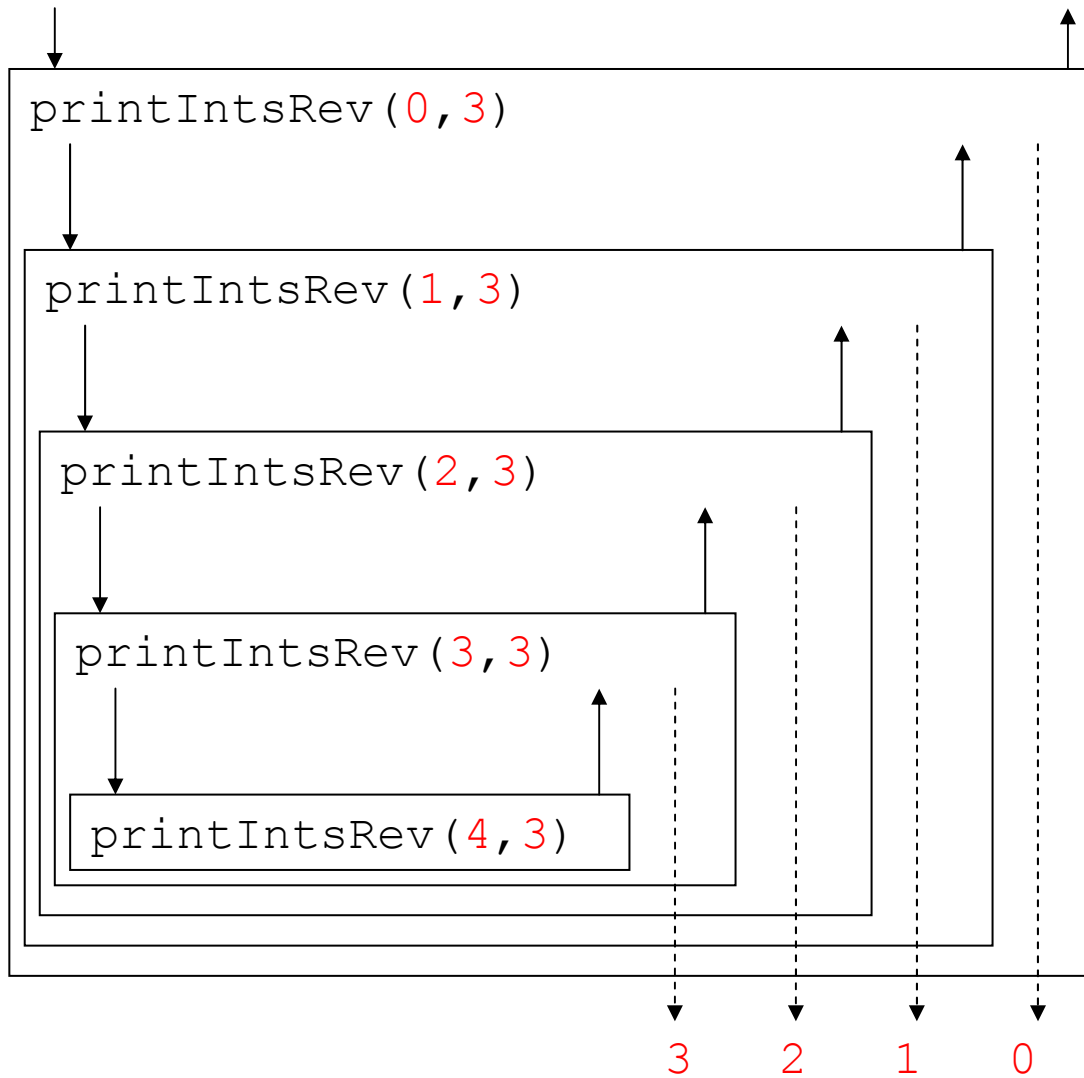 printIntsRev(0,3)
printIntsRev(1,3)
printIntsRev(2,3)
printIntsRev(3,3)
printIntsRev(4,3)
3 2 1 0